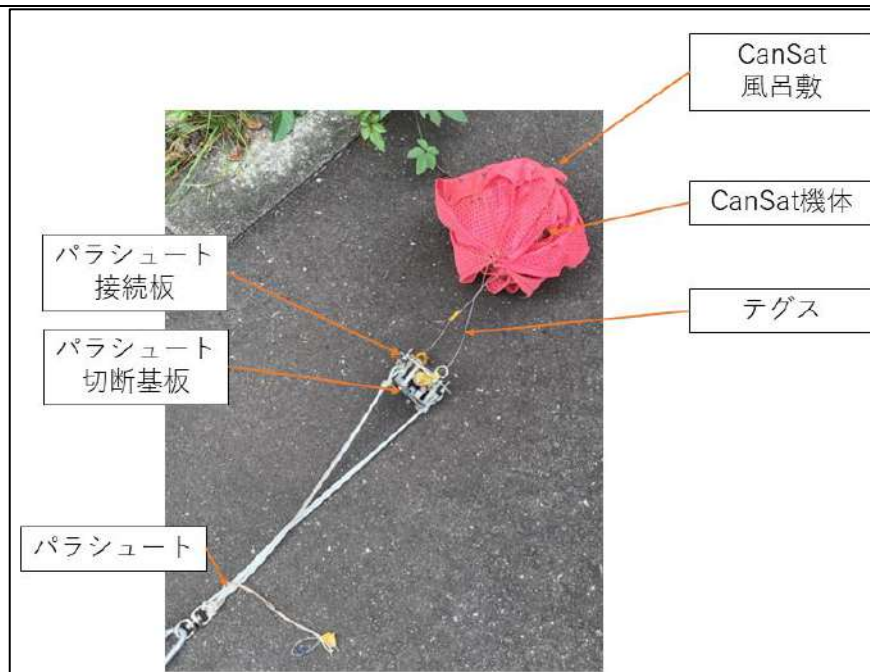 CanSat
風呂敷
CanSat機体
パラシュート
接続板
テグス
パラシュート
切断基板
パラシュート